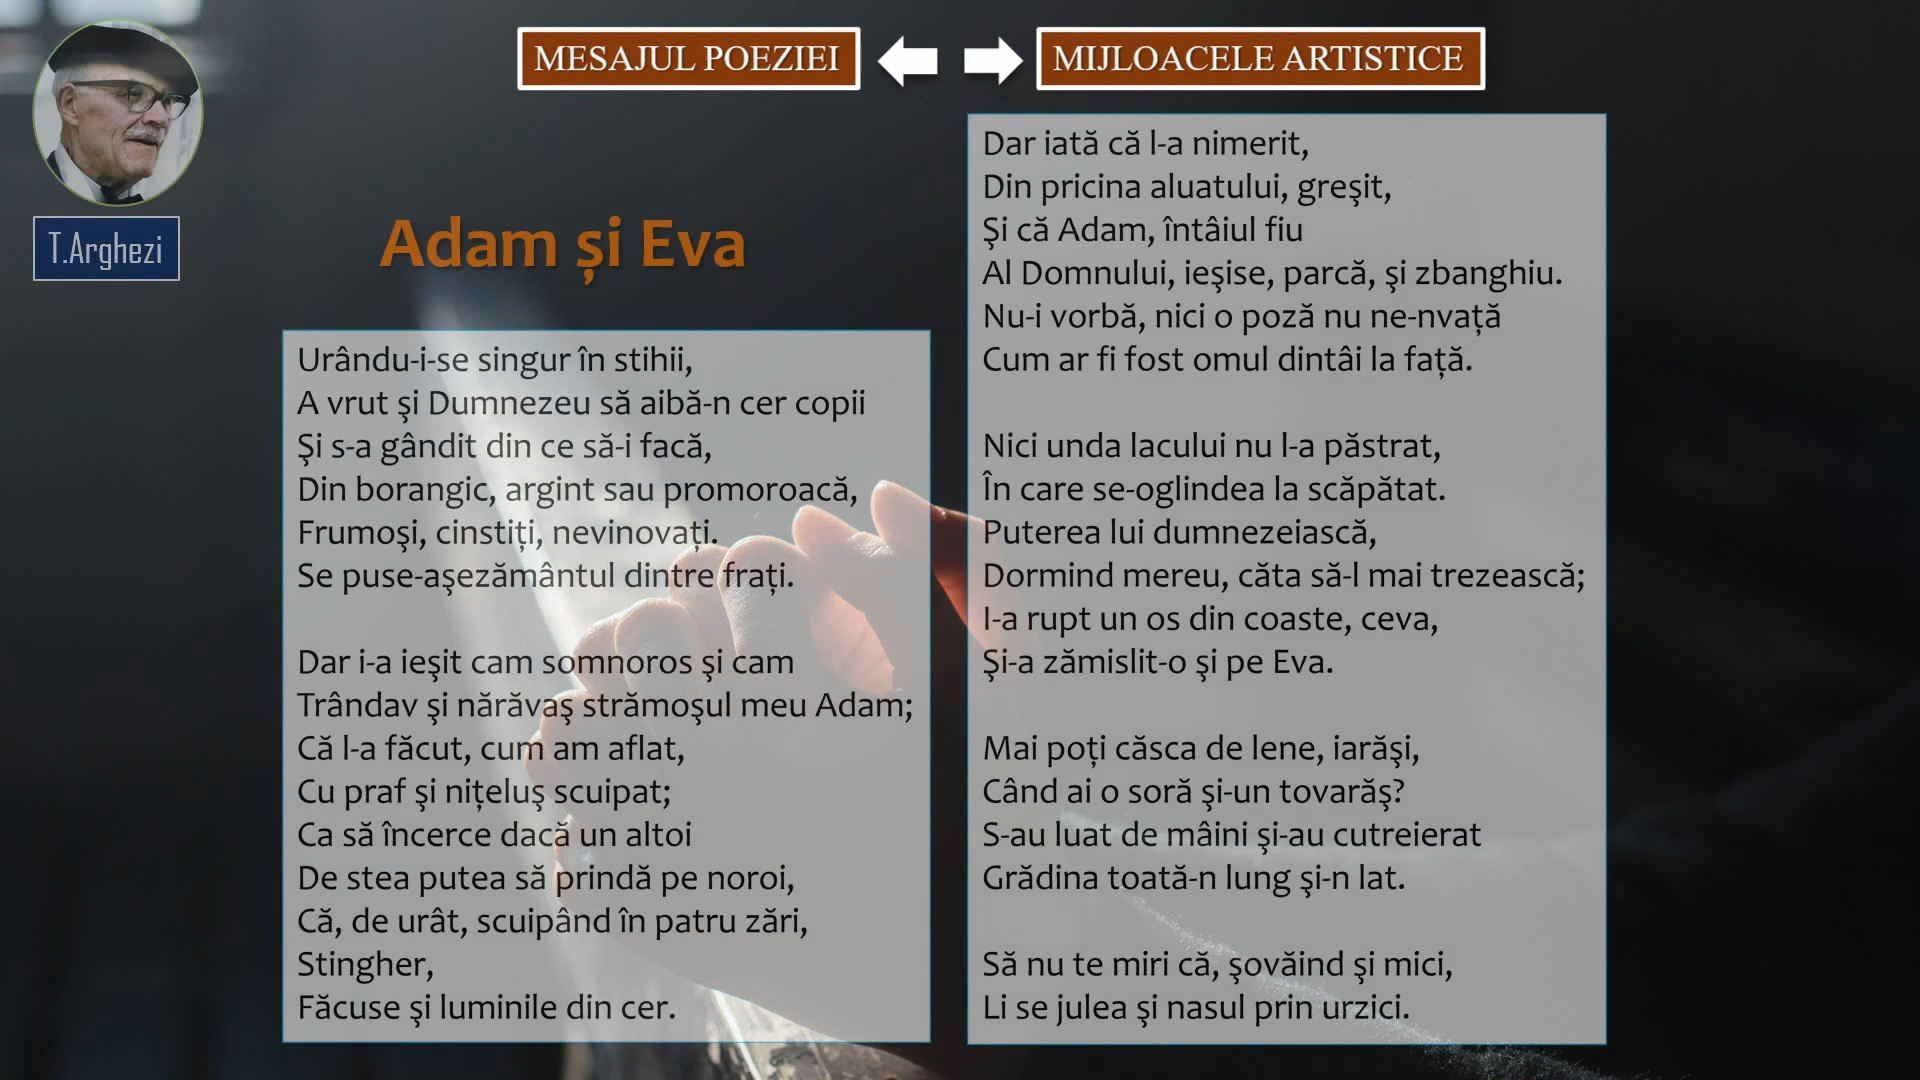 MESAJUL POEZIEI
MIJLOACELE ARTISTICE
T.Arghezi
Adam și Eva
Urându-i-se singur în stihii,
A vrut şi Dumnezeu să aibă-n cer copii
Şi s-a gândit din ce să-i facă,
Din borangic, argint sau promoroacă,
Frumoşi, cinstiţi, nevinovaţi.
Se puse-aşezământul dintre fraţi.

Dar i-a ieşit cam somnoros şi cam
Trândav şi nărăvaş strămoşul meu Adam;
Că l-a făcut, cum am aflat,
Cu praf şi niţeluş scuipat;
Ca să încerce dacă un altoi
De stea putea să prindă pe noroi,
Că, de urât, scuipând în patru zări,
Stingher,
Făcuse şi luminile din cer.

Dar iată că l-a nimerit,
Din pricina aluatului, greşit,
Şi că Adam, întâiul fiu
Al Domnului, ieşise, parcă, şi zbanghiu.
Nu-i vorbă, nici o poză nu ne-nvaţă
Cum ar fi fost omul dintâi la faţă.

Nici unda lacului nu l-a păstrat,
În care se-oglindea la scăpătat.
Puterea lui dumnezeiască,
Dormind mereu, căta să-l mai trezească;
I-a rupt un os din coaste, ceva,
Şi-a zămislit-o şi pe Eva.

Mai poţi căsca de lene, iarăşi,
Când ai o soră şi-un tovarăş?
S-au luat de mâini şi-au cutreierat
Grădina toată-n lung şi-n lat.

Să nu te miri că, şovăind şi mici,
Li se julea şi nasul prin urzici.